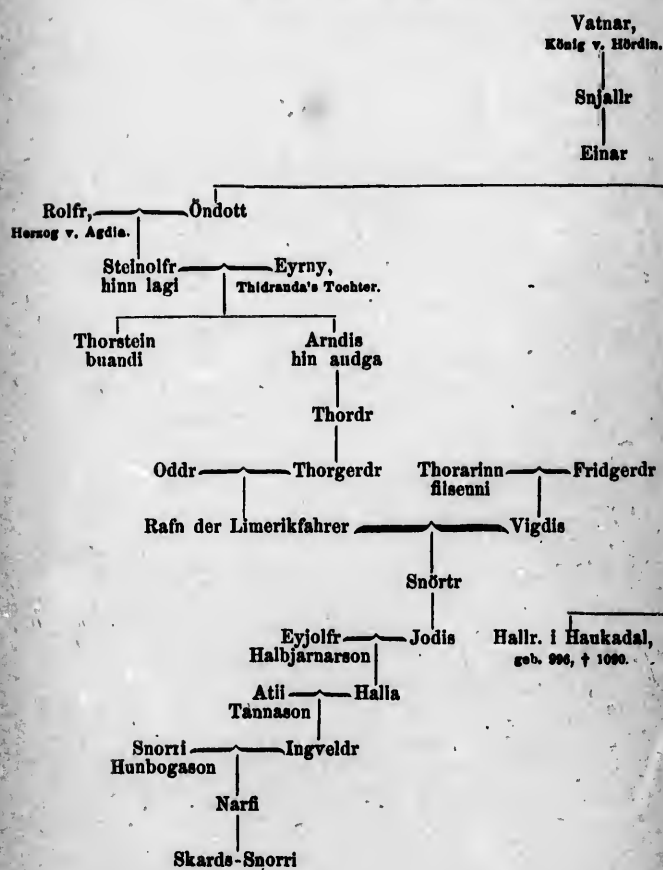 Vatnar,
König v. Hördin.
Snjallr
Einar
Rolfr, Öndott
Herzog v. Agdia.
Steinolfr Eyrny,
hinn lagi Thidranda's Tochter.
Thorstein Arndis
buandi hin audga
Thordr
Oddr Thorgerdr Thorarinn Fridgerdr
filsenni
Rafn der Limerikfahrer Vigdis
Snörtr
Eyjolfr Jodis Hallr. i Haukadal,
Halbjarnarson geb. 996, † 1090.
Atli Halla
Tannason
Snorri Ingveldr
Hunbogason
Narfi
Skards-Snorri